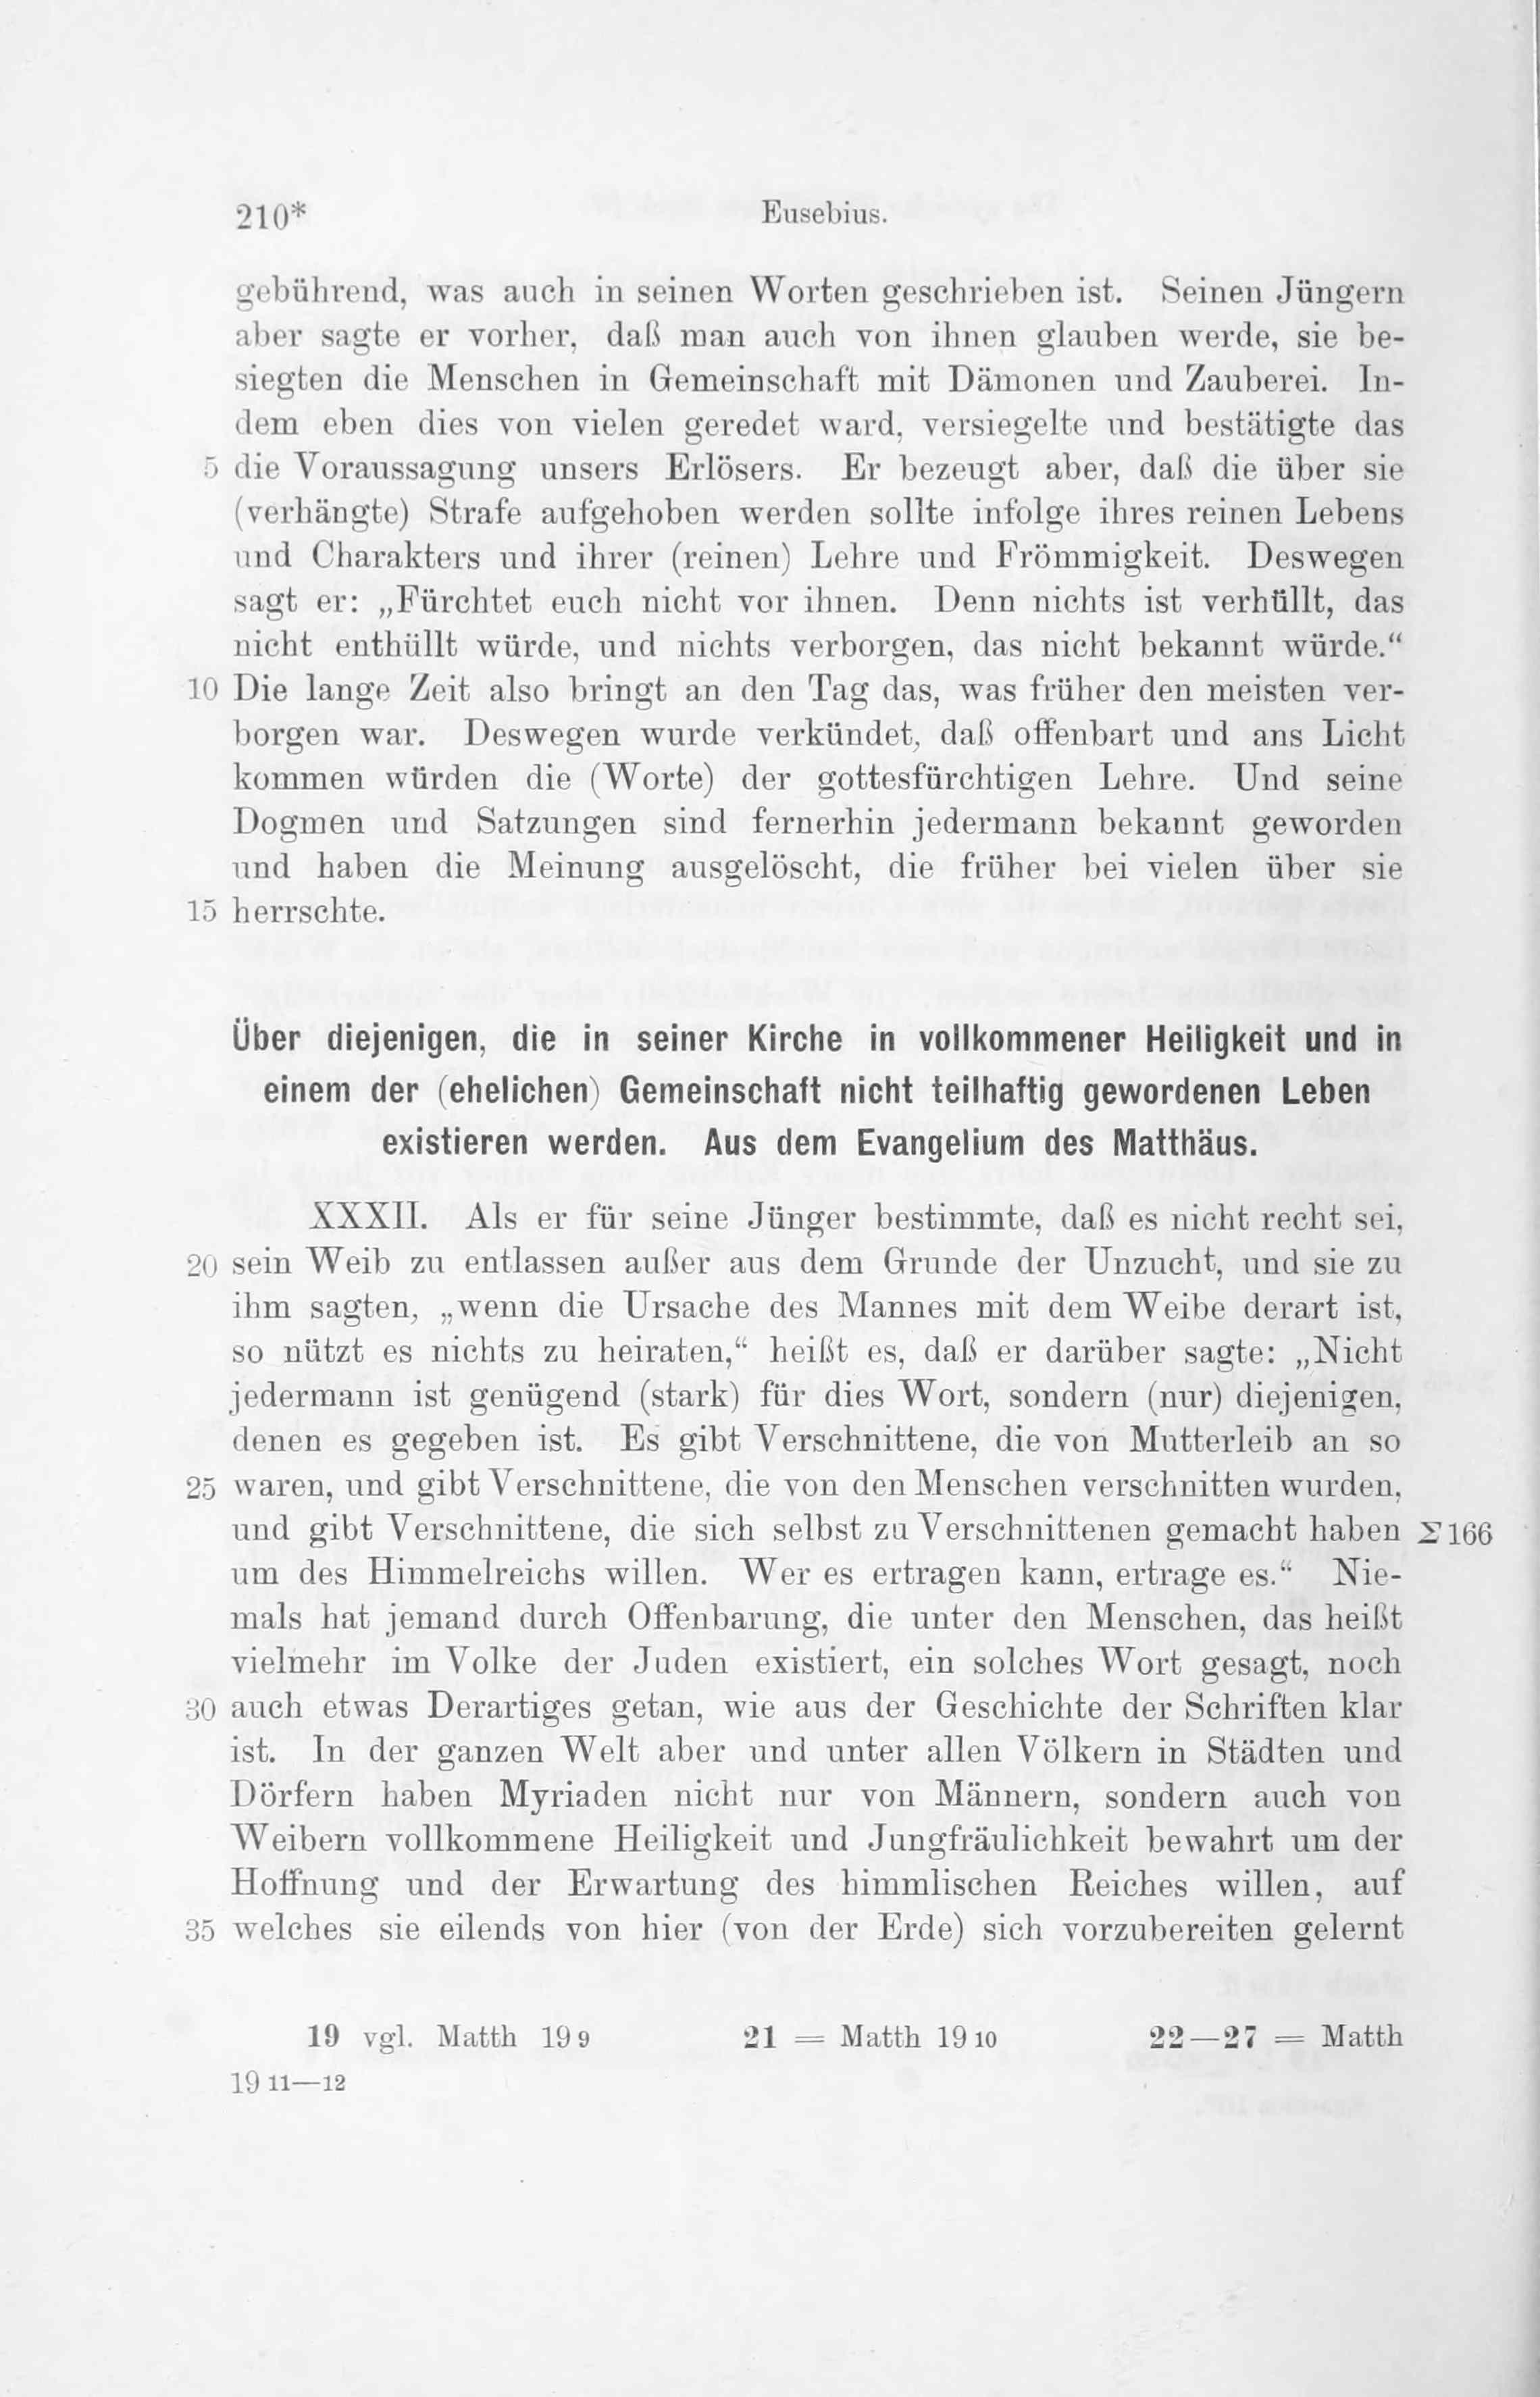 210* Eusebius.
gebührend, was auch in seinen Worten geschrieben ist. Seinen Jüngern
aber sagte er vorher, daß man auch von ihnen glauben werde, sie be-
siegten die Menschen in Gemeinschaft mit Dämonen und Zauberei. In-
dem eben dies von vielen geredet ward, versiegelte und bestätigte das
5 die Voraussagung unsers Erlösers. Er bezeugt aber, daß die über sie
(verhängte) Strafe aufgehoben werden sollte infolge ihres reinen Lebens
und Charakters und ihrer (reinen) Lehre und Frömmigkeit. Deswegen
sagt er: „Fürchtet euch nicht vor ihnen. Denn nichts ist verhüllt, das
nicht enthüllt würde, und nichts verborgen, das nicht bekannt würde.“
10 Die lange Zeit also bringt an den Tag das, was früher den meisten ver-
borgen war. Deswegen wurde verkündet, daß offenbart und ans Licht
kommen würden die (Worte) der gottesfürchtigen Lehre. Und seine
Dogmen und Satzungen sind fernerhin jedermann bekannt geworden
und haben die Meinung ausgelöscht, die früher bei vielen über sie
15 herrschte.
Über diejenigen, die in seiner Kirche in vollkommener Heiligkeit und in
einem der (ehelichen) Gemeinschaft nicht teilhaftig gewordenen Leben
existieren werden. Aus dem Evangelium des Matthäus.
XXXII. Als er für seine Jünger bestimmte, daß es nicht recht sei,
20 sein Weib zu entlassen außer aus dem Grunde der Unzucht, und sie zu
ihm sagten, „wenn die Ursache des Mannes mit dem Weibe derart ist,
so nützt es nichts zu heiraten,“ heißt es, daß er darüber sagte: „Nicht
jedermann ist genügend (stark) für dies Wort, sondern (nur) diejenigen,
denen es gegeben ist. Es gibt Verschnittene, die von Mutterleib an so
25 waren, und gibt Verschnittene, die von den Menschen verschnitten wurden,
und gibt Verschnittene, die sich selbst zu Verschnittenen gemacht haben Σ 166
um des Himmelreichs willen. Wer es ertragen kann, ertrage es.“ Nie-
mals hat jemand durch Offenbarung, die unter den Menschen, das heißt
vielmehr im Volke der Juden existiert, ein solches Wort gesagt, noch
30 auch etwas Derartiges getan, wie aus der Geschichte der Schriften klar
ist. In der ganzen Welt aber und unter allen Völkern in Städten und
Dörfern haben Myriaden nicht nur von Männern, sondern auch von
Weibern vollkommene Heiligkeit und Jungfräulichkeit bewahrt um der
Hoffnung und der Erwartung des himmlischen Reiches willen, auf
35 welches sie eilends von hier (von der Erde) sich vorzubereiten gelernt
19 vgl. Matth 19 9 21 = Matth 19 10 22—27 = Matth
19 11—12